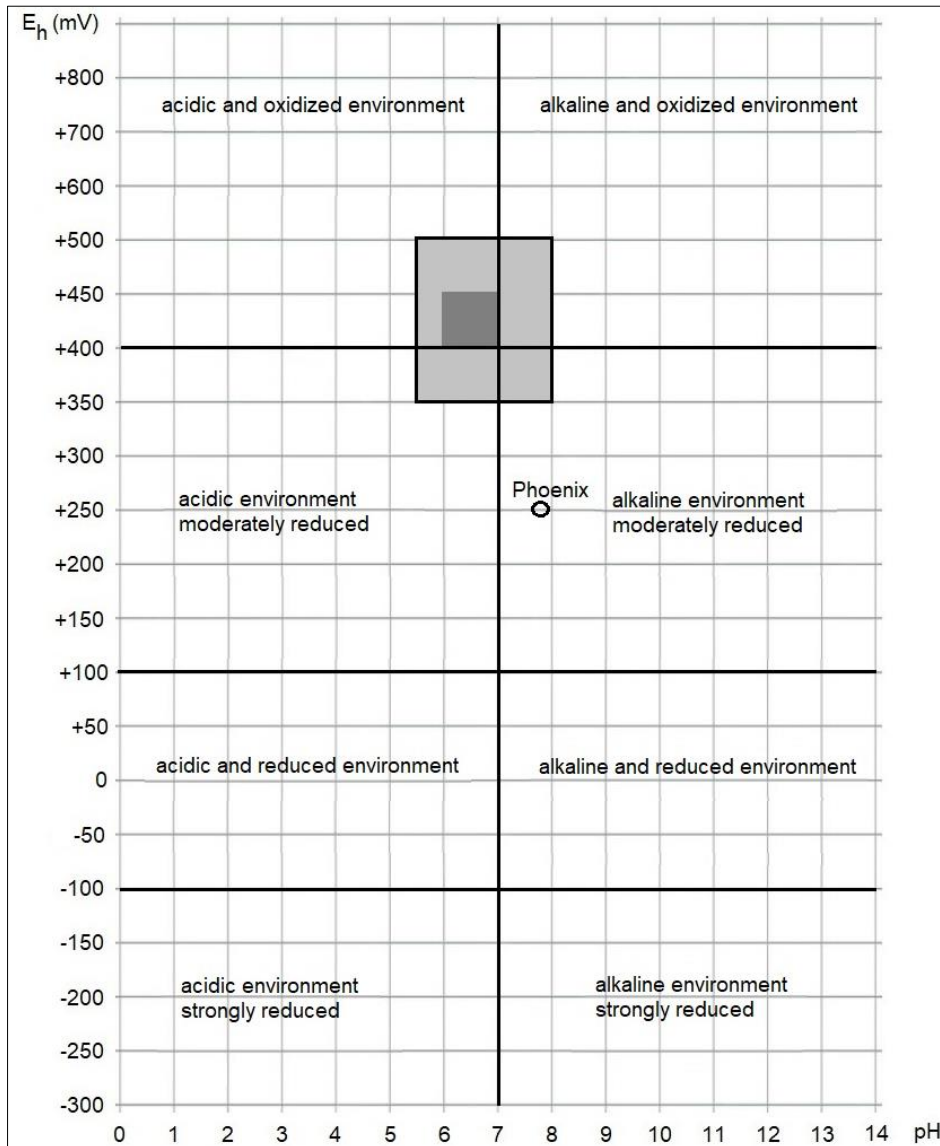 Eh (mV)
+800
acidic and oxidized environment alkaline and oxidized environment
+700
+600
+500
+450
+400
+350
+300
Phoenix
acidic environment alkaline environment
+250
moderately reduced moderately reduced
+200
+150
+100
+50
acidic and reduced environment alkaline and reduced environment
0
-50
-100
-150
acidic environment alkaline environment
-200
strongly reduced strongly reduced
-250
-300
0 1 2 3 4 5 6 7 8 9 10 11 12 13 14 pH